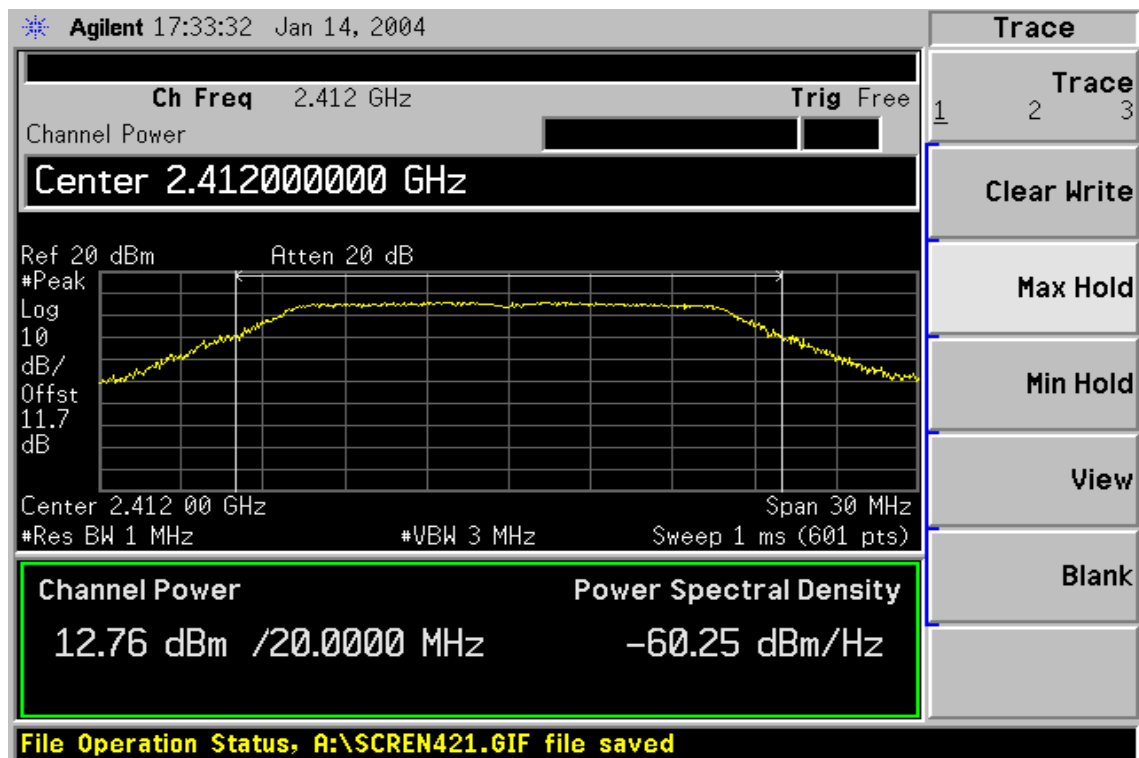 Agilent 17:33:32 Jan 14, 2004
Trace
Ch Freq 2.412 GHz Trig Free
Channel Power
Center 2.412000000 GHz
Ref 20 dBm Atten 20 dB
#Peak
Log
10
dB/
Offst
11.7
dB
Center 2.412 00 GHz Span 30 MHz
#Res BW 1 MHz #VBW 3 MHz Sweep 1 ms (601 pts)
Channel Power Power Spectral Density
12.76 dBm /20.0000 MHz -60.25 dBm/Hz
File Operation Status, A:\SCREN421.GIF file saved
Trace
1 2 3
Clear Write
Max Hold
Min Hold
View
Blank